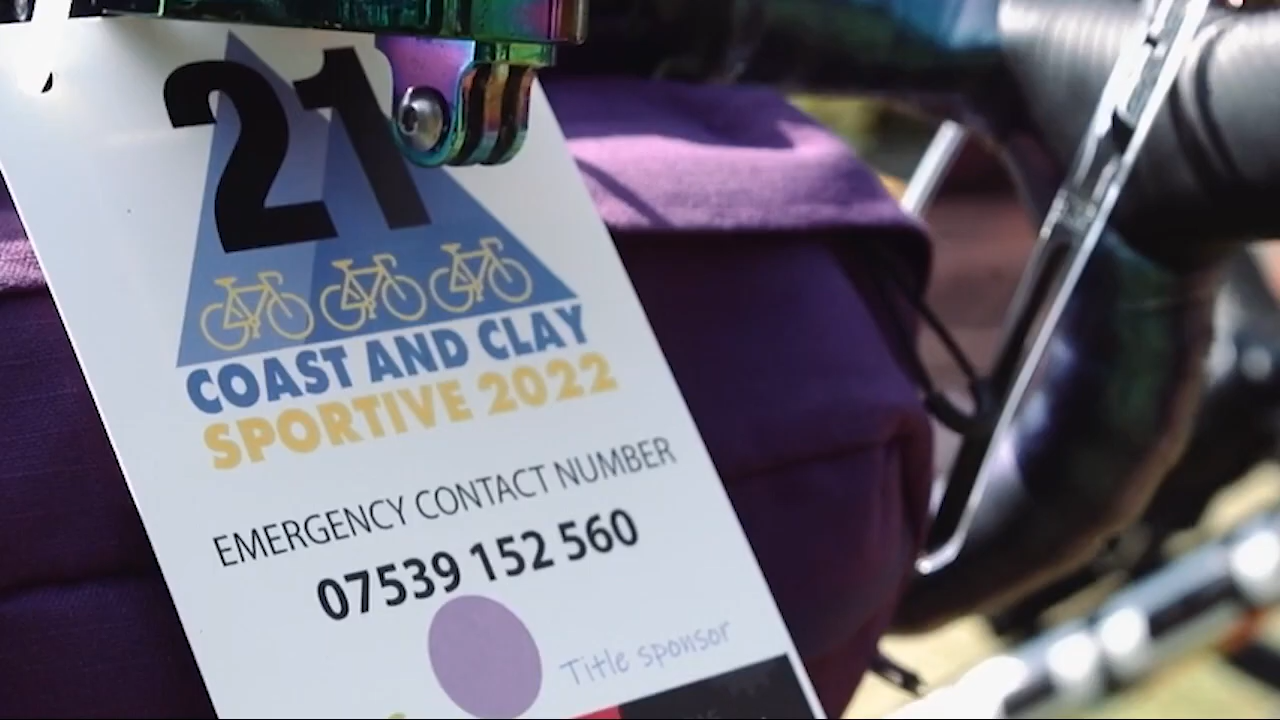 21
COAST AND CLAY
SPORTIVE 2022
EMERGENCY CONTACT NUMBER
07539 152 560
Title sponsor